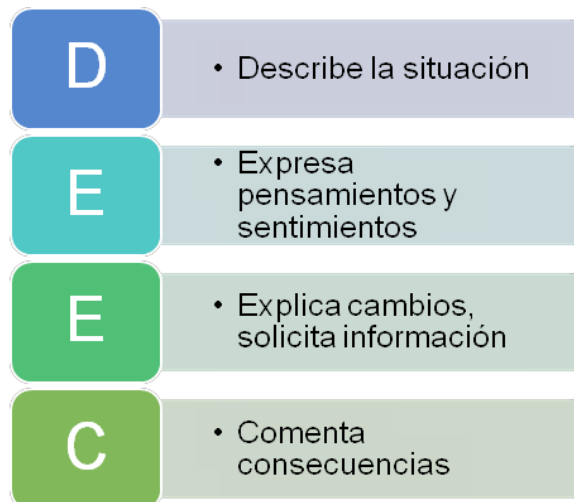 D
• Describe la situación
E
• Expresa
pensamientos y
sentimientos
E
• Explica cambios,
solicita información
C
• Comenta
consecuencias